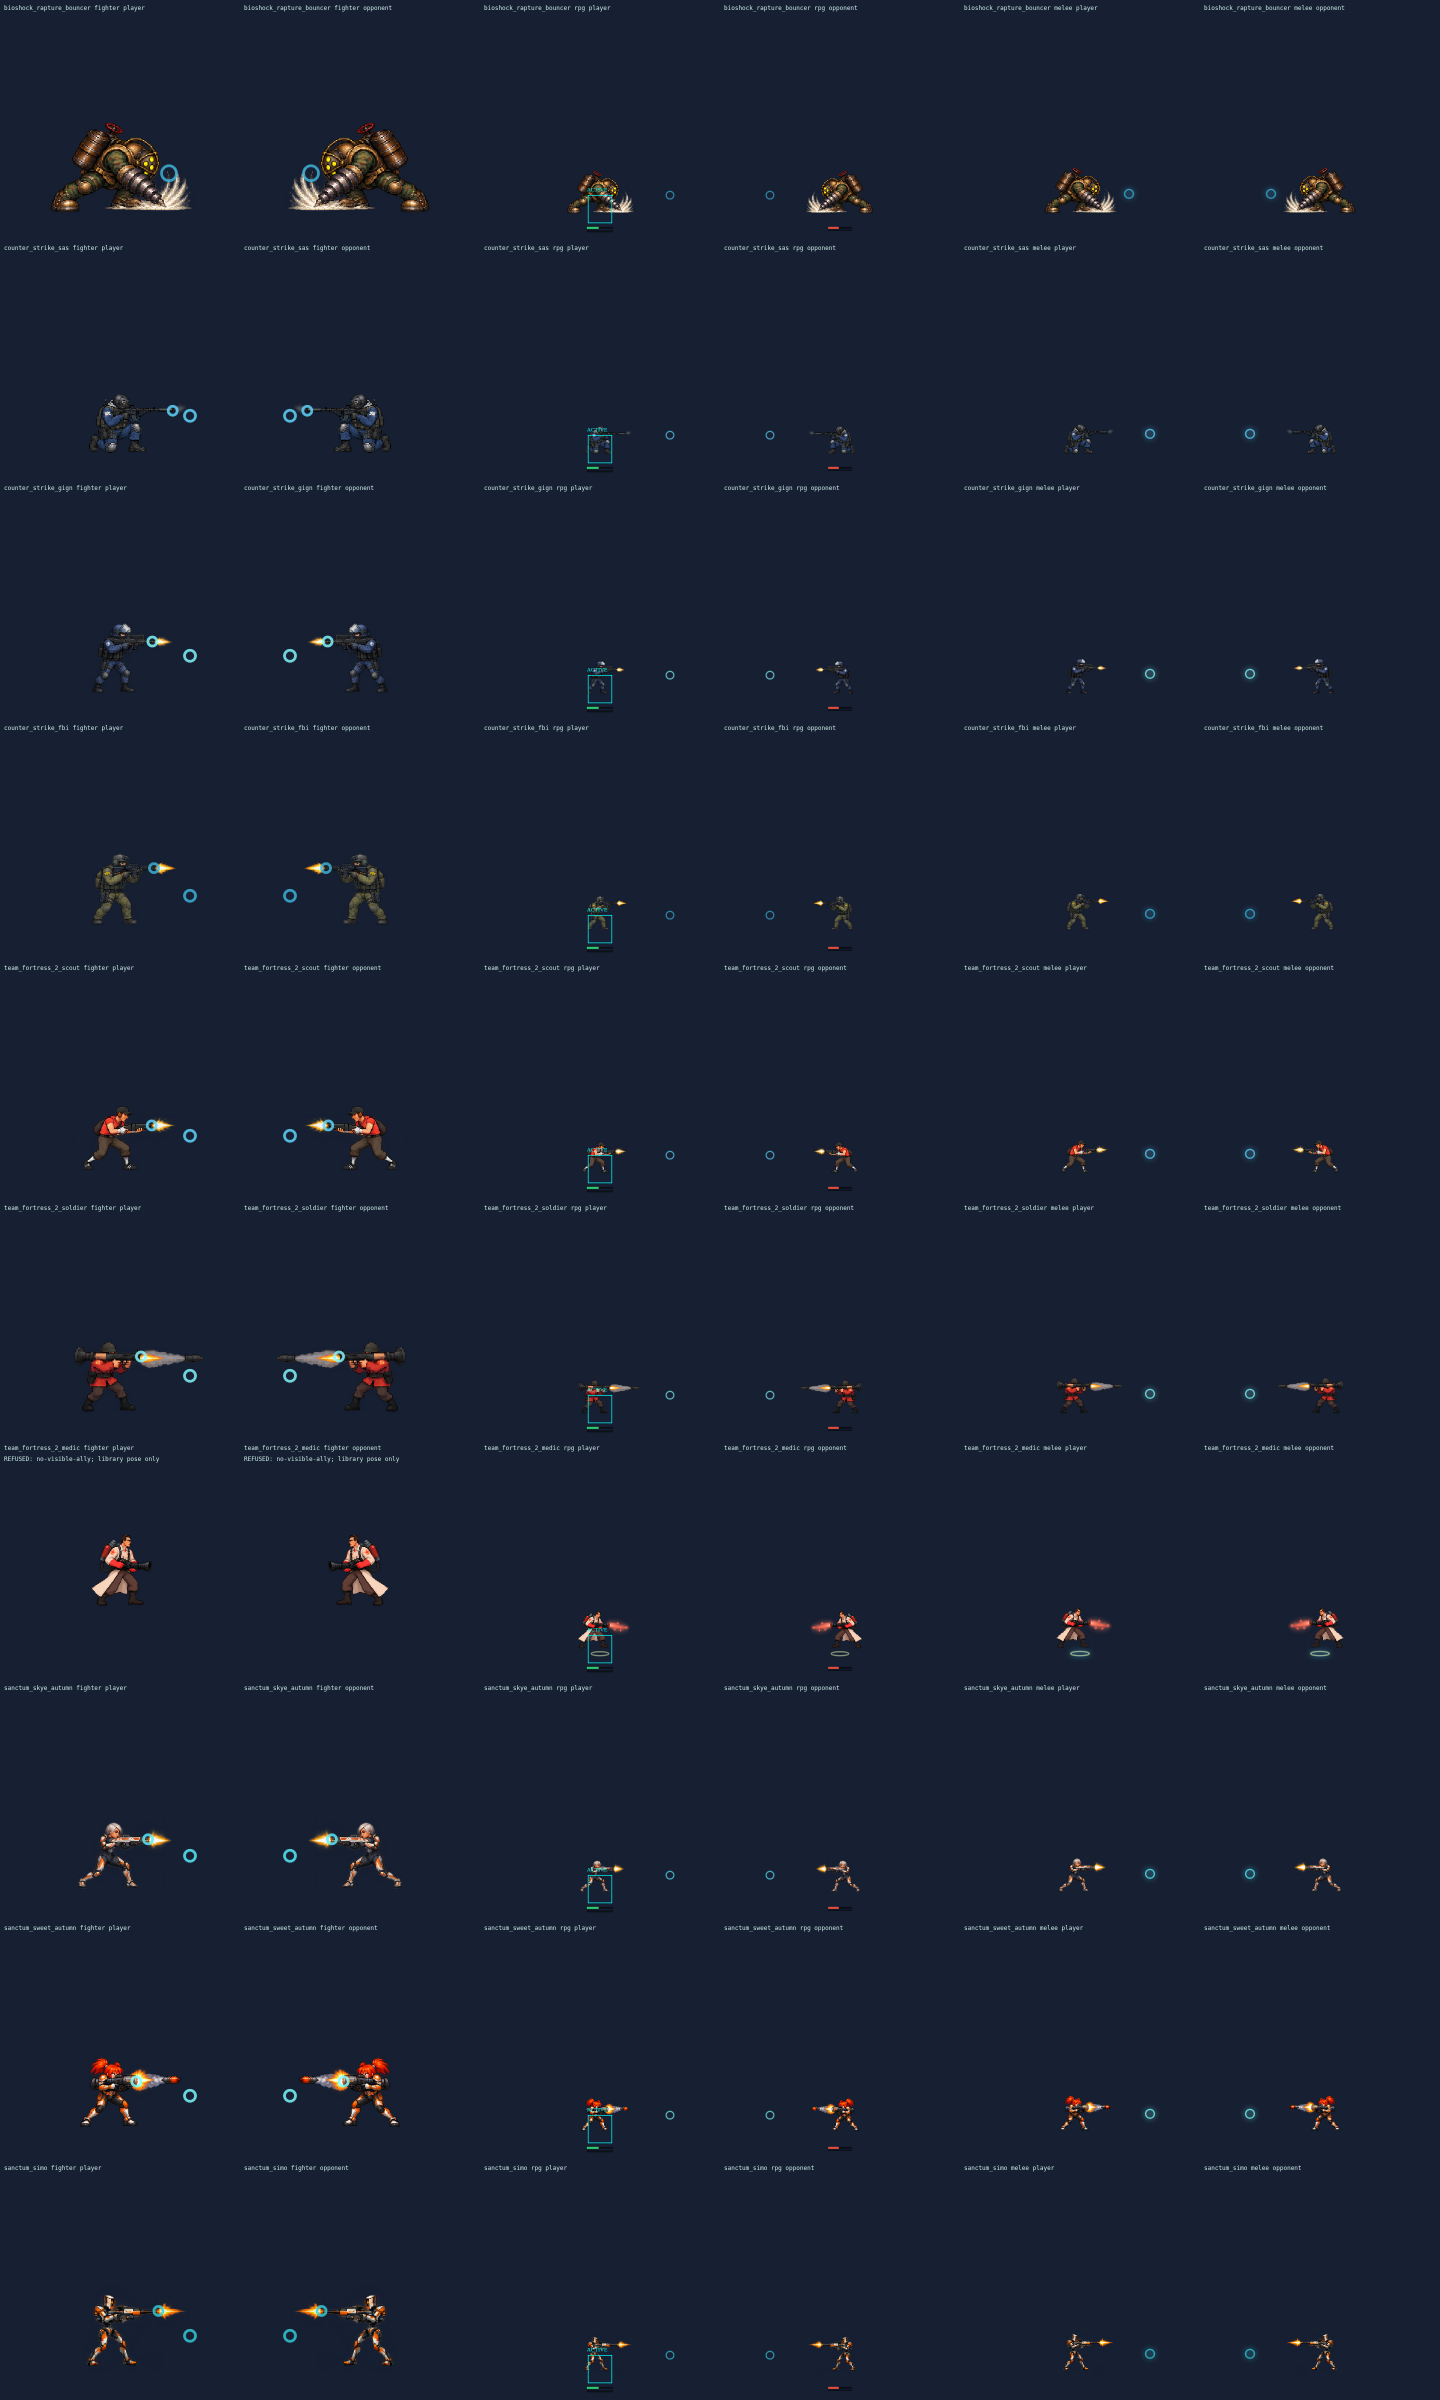 bioshock_rapture_bouncer fighter player
bioshock_rapture_bouncer fighter opponent
bioshock_rapture_bouncer rpg player
bioshock_rapture_bouncer rpg opponent
bioshock_rapture_bouncer melee player
bioshock_rapture_bouncer melee opponent
ACTIVE
counter_strike_sas fighter player
counter_strike_sas fighter opponent
counter_strike_sas rpg player
counter_strike_sas rpg opponent
counter_strike_sas melee player
counter_strike_sas melee opponent
ACTIVE
counter_strike_gign fighter player
counter_strike_gign fighter opponent
counter_strike_gign rpg player
counter_strike_gign rpg opponent
counter_strike_gign melee player
counter_strike_gign melee opponent
ACTIVE
counter_strike_fbi fighter player
counter_strike_fbi fighter opponent
counter_strike_fbi rpg player
counter_strike_fbi rpg opponent
counter_strike_fbi melee player
counter_strike_fbi melee opponent
ACTIVE
team_fortress_2_scout fighter player
team_fortress_2_scout fighter opponent
team_fortress_2_scout rpg player
team_fortress_2_scout rpg opponent
team_fortress_2_scout melee player
team_fortress_2_scout melee opponent
ACTIVE
team_fortress_2_soldier fighter player
team_fortress_2_soldier fighter opponent
team_fortress_2_soldier rpg player
team_fortress_2_soldier rpg opponent
team_fortress_2_soldier melee player
team_fortress_2_soldier melee opponent
team_fortress_2_medic fighter player
team_fortress_2_medic fighter opponent
team_fortress_2_medic rpg player
team_fortress_2_medic rpg opponent
team_fortress_2_medic melee player
team_fortress_2_medic melee opponent
REFUSED: no-visible-ally; library pose only
REFUSED: no-visible-ally; library pose only
ACTIVE
sanctum_skye_autumn fighter player
sanctum_skye_autumn fighter opponent
sanctum_skye_autumn rpg player
sanctum_skye_autumn rpg opponent
sanctum_skye_autumn melee player
sanctum_skye_autumn melee opponent
ACTIVE
sanctum_sweet_autumn fighter player
sanctum_sweet_autumn fighter opponent
sanctum_sweet_autumn rpg player
sanctum_sweet_autumn rpg opponent
sanctum_sweet_autumn melee player
sanctum_sweet_autumn melee opponent
sanctum_simo fighter player
sanctum_simo fighter opponent
sanctum_simo rpg player
sanctum_simo rpg opponent
sanctum_simo melee player
sanctum_simo melee opponent
ACTIVE